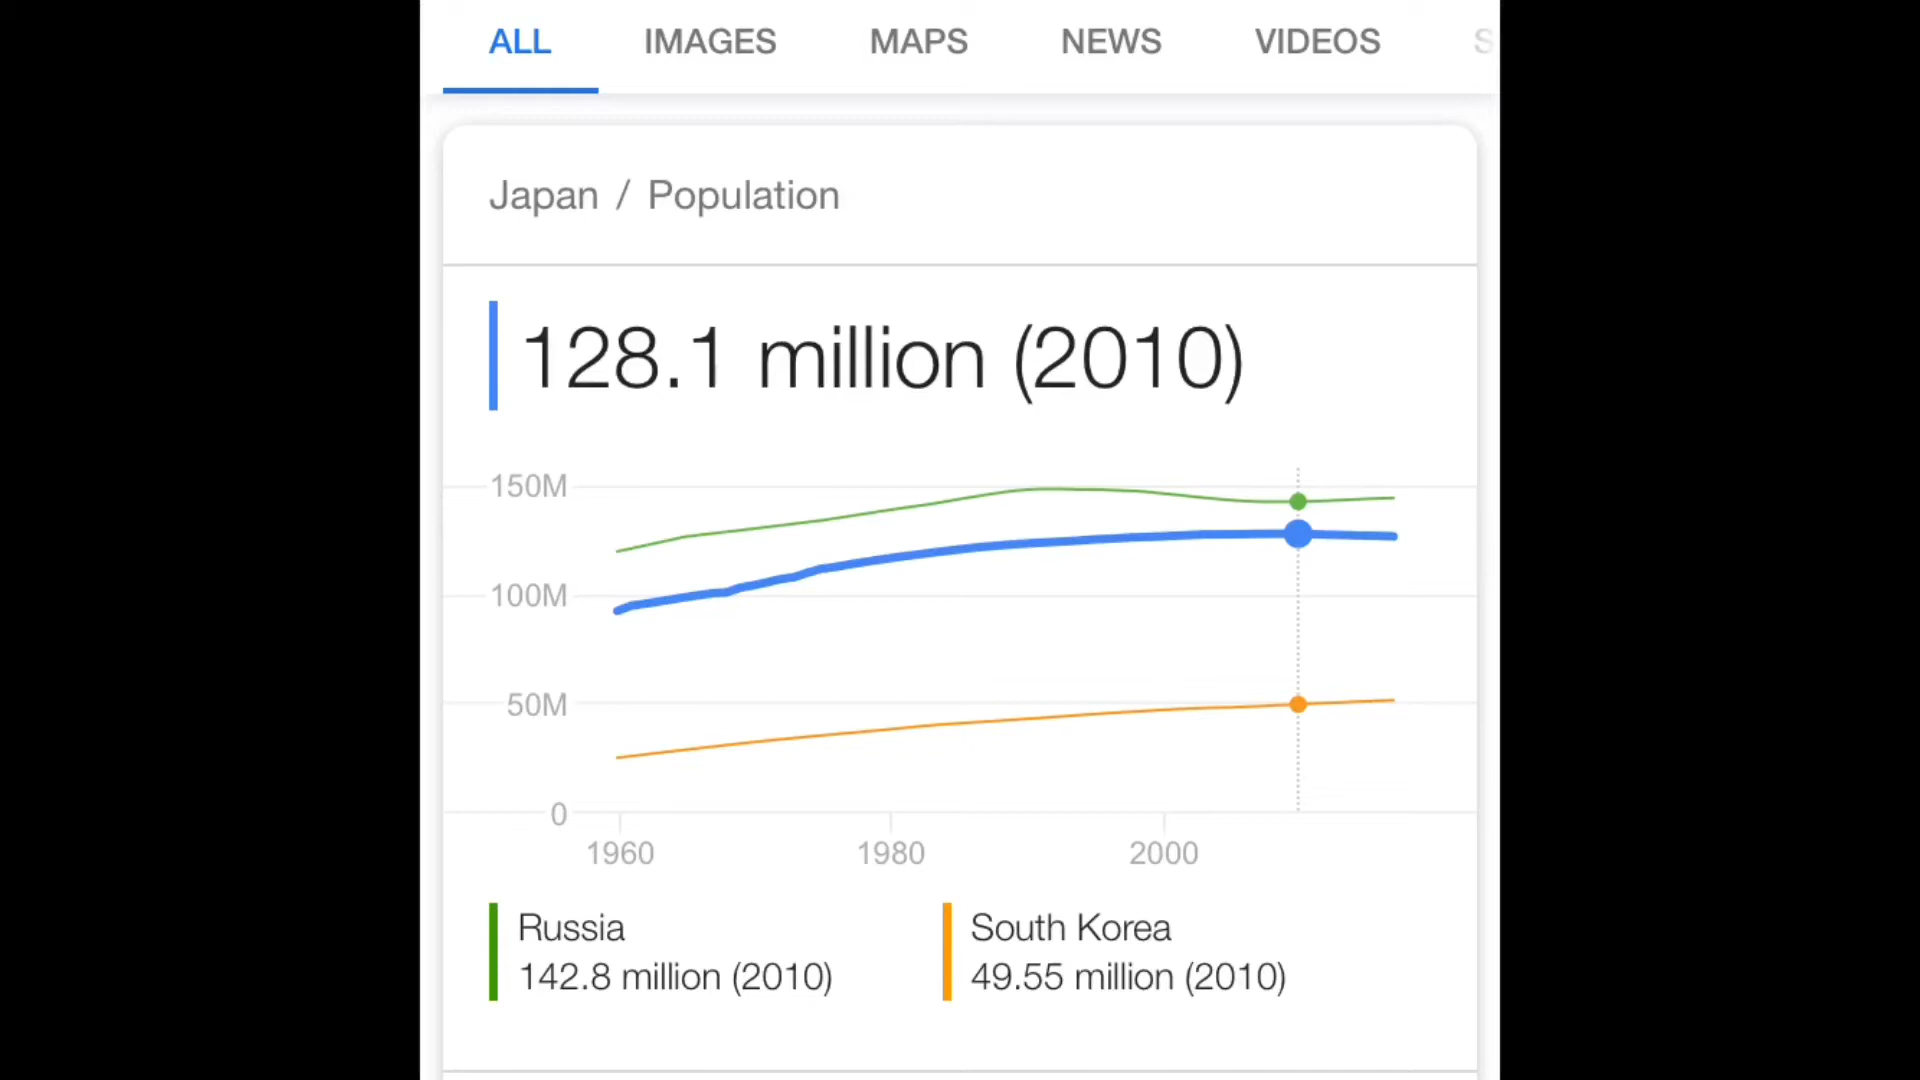 ALL IMAGES MAPS NEWS VIDEOS S
Japan / Population
128.1 million (2010)
150M
100M
50M
0
1960 1980 2000
Russia
142.8 million (2010)
South Korea
49.55 million (2010)